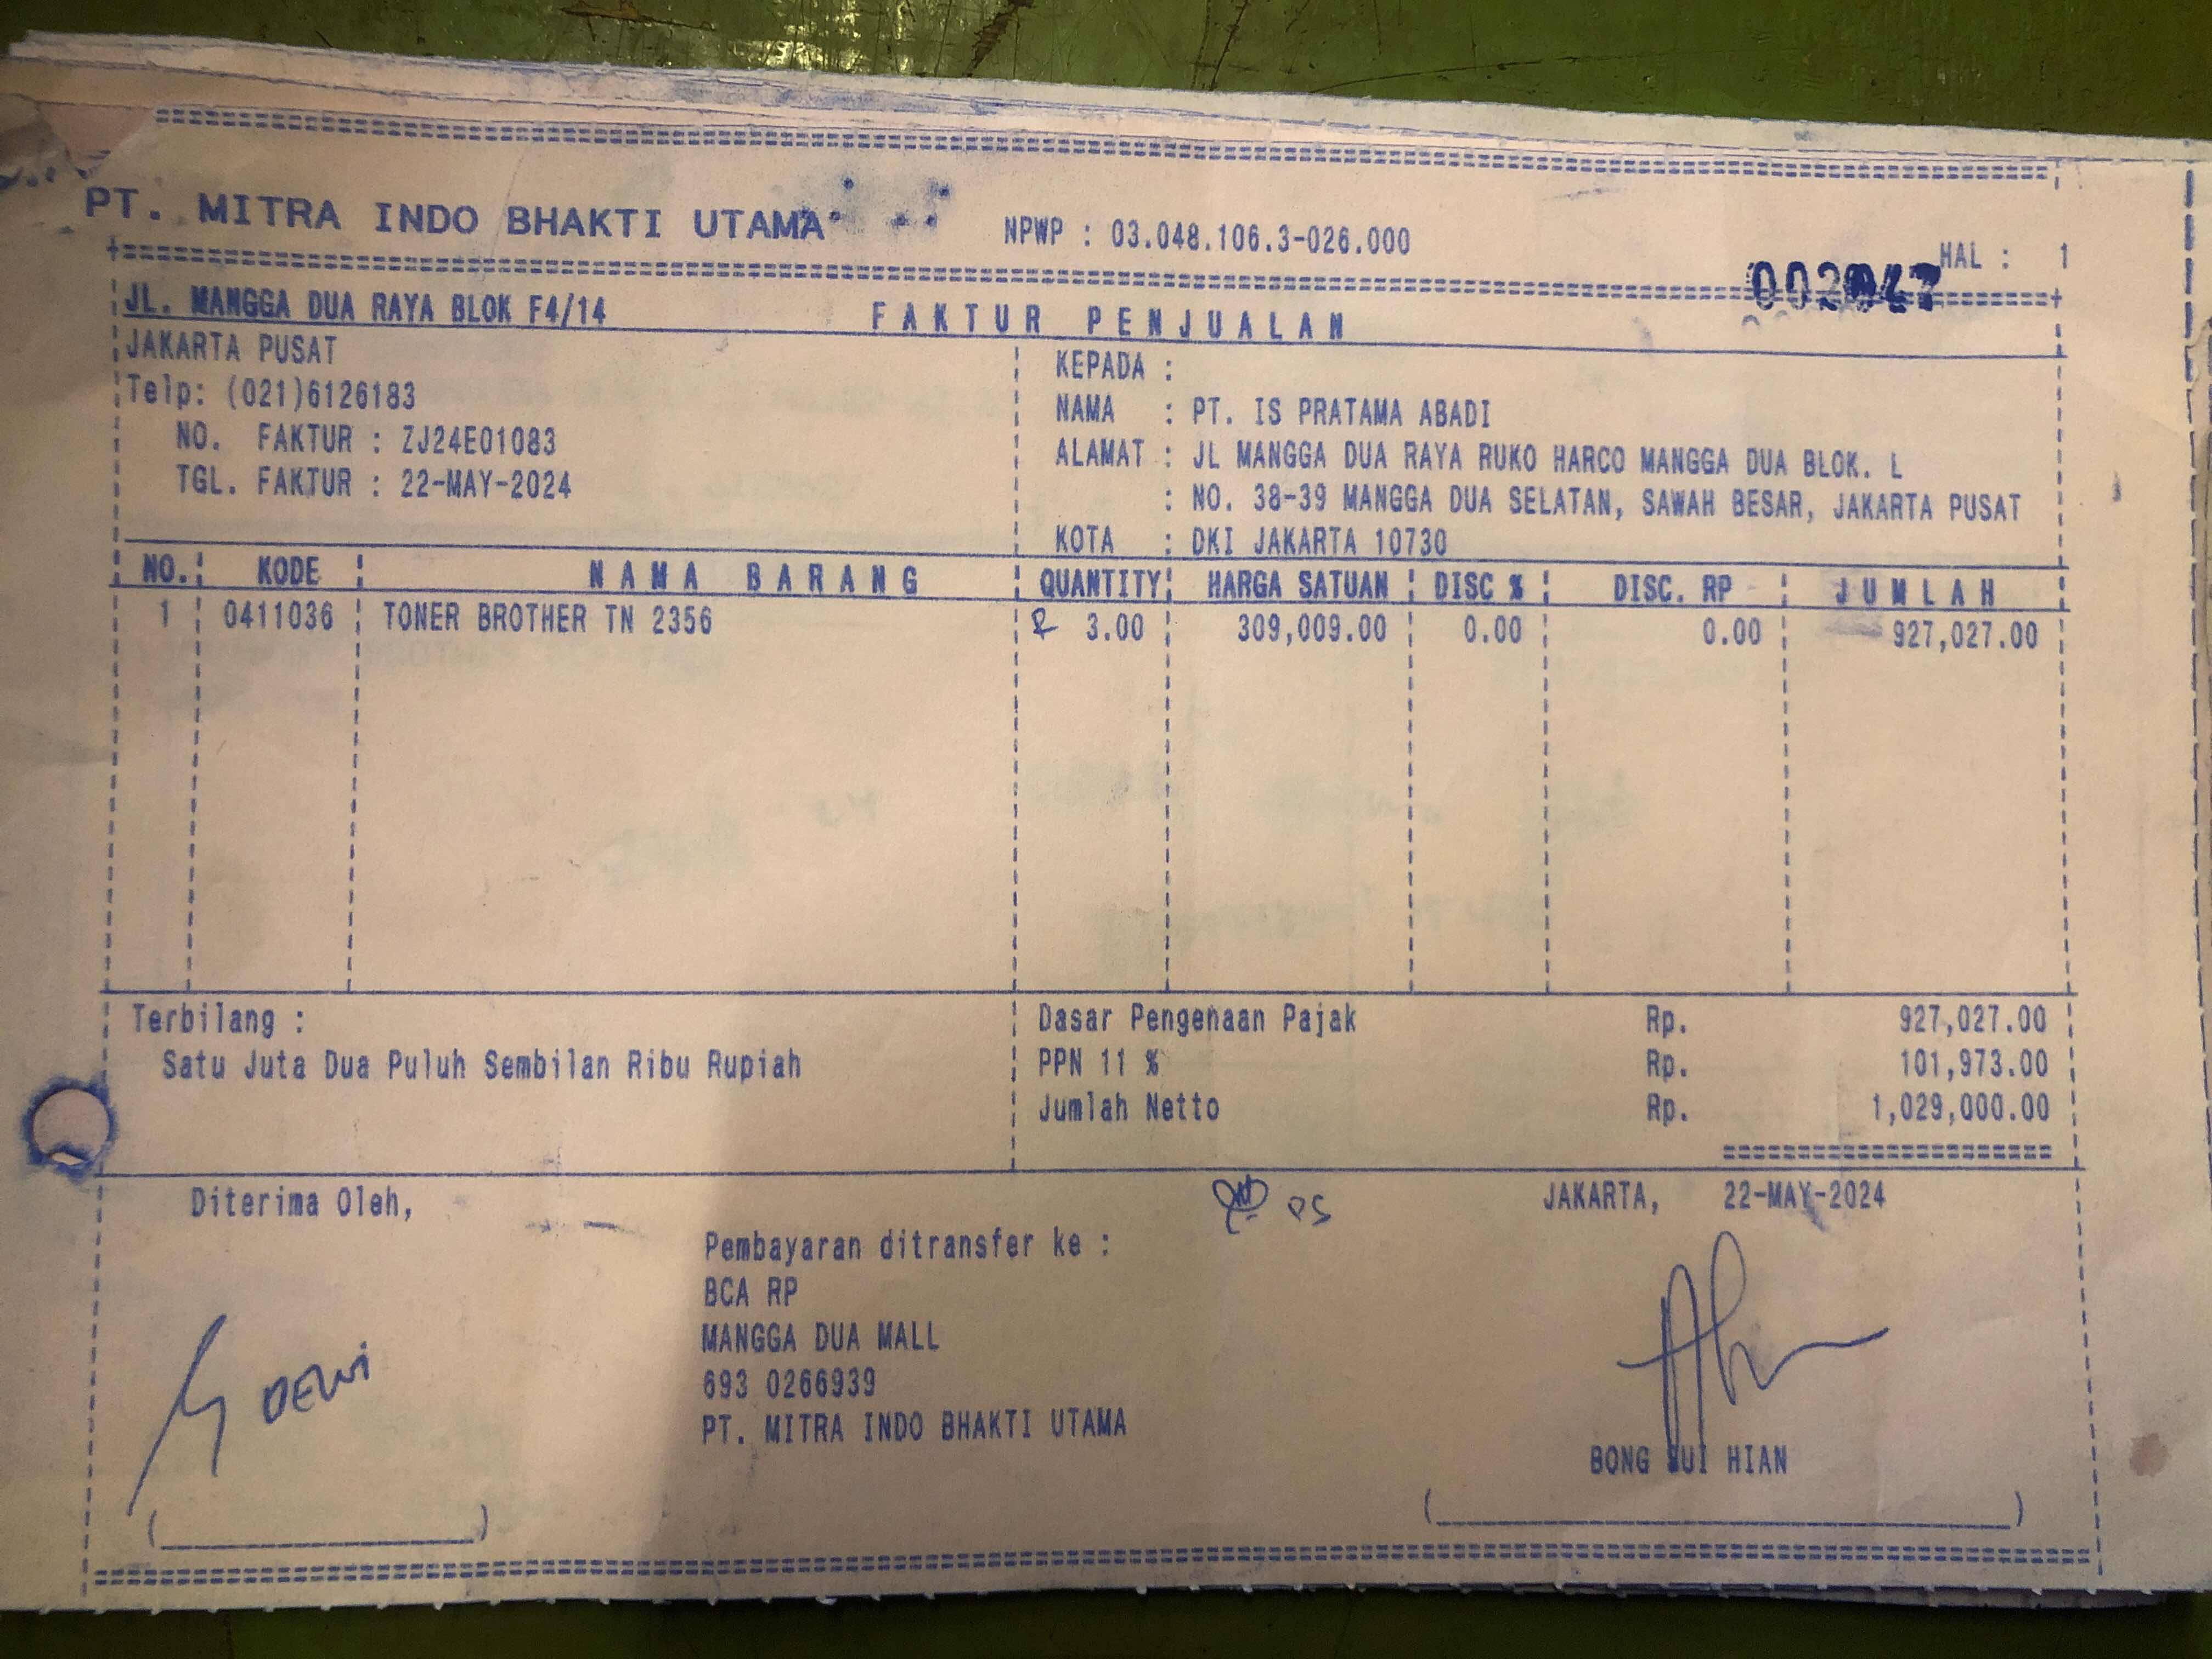 PT. MITRA INDO BHAKTI UTAMA NPWP : 03.048.106.3-026.000
HAL : 1
JL. MANGGA DUA RAYA BLOK F4/14 FAKTUR PENJUALAN
JAKARTA PUSAT
Telp: (021)6126183
NO. FAKTUR : ZJ24E01083
TGL. FAKTUR : 22-MAY-2024
KEPADA :
NAMA : PT. IS PRATAMA ABADI
ALAMAT : JL MANGGA DUA RAYA RUKO HARCO MANGGA DUA BLOK. L
: NO. 38-39 MANGGA DUA SELATAN, SAWAH BESAR, JAKARTA PUSAT
KOTA : DKI JAKARTA 10730
NO. KODE NAMA BARANG QUANTITY HARGA SATUAN DISC % DISC. RP JUMLAH
1 0411036 TONER BROTHER TN 2356 3.00 309,009.00 0.00 0.00 927,027.00
Terbilang :
Satu Juta Dua Puluh Sembilan Ribu Rupiah
Dasar Pengenaan Pajak Rp. 927,027.00
PPN 11 % Rp. 101,973.00
Jumlah Netto Rp. 1,029,000.00
Diterima Oleh,
DEWI
Pembayaran ditransfer ke :
BCA RP
MANGGA DUA MALL
693 0266939
PT. MITRA INDO BHAKTI UTAMA
JAKARTA, 22-MAY-2024
BONG HIAN